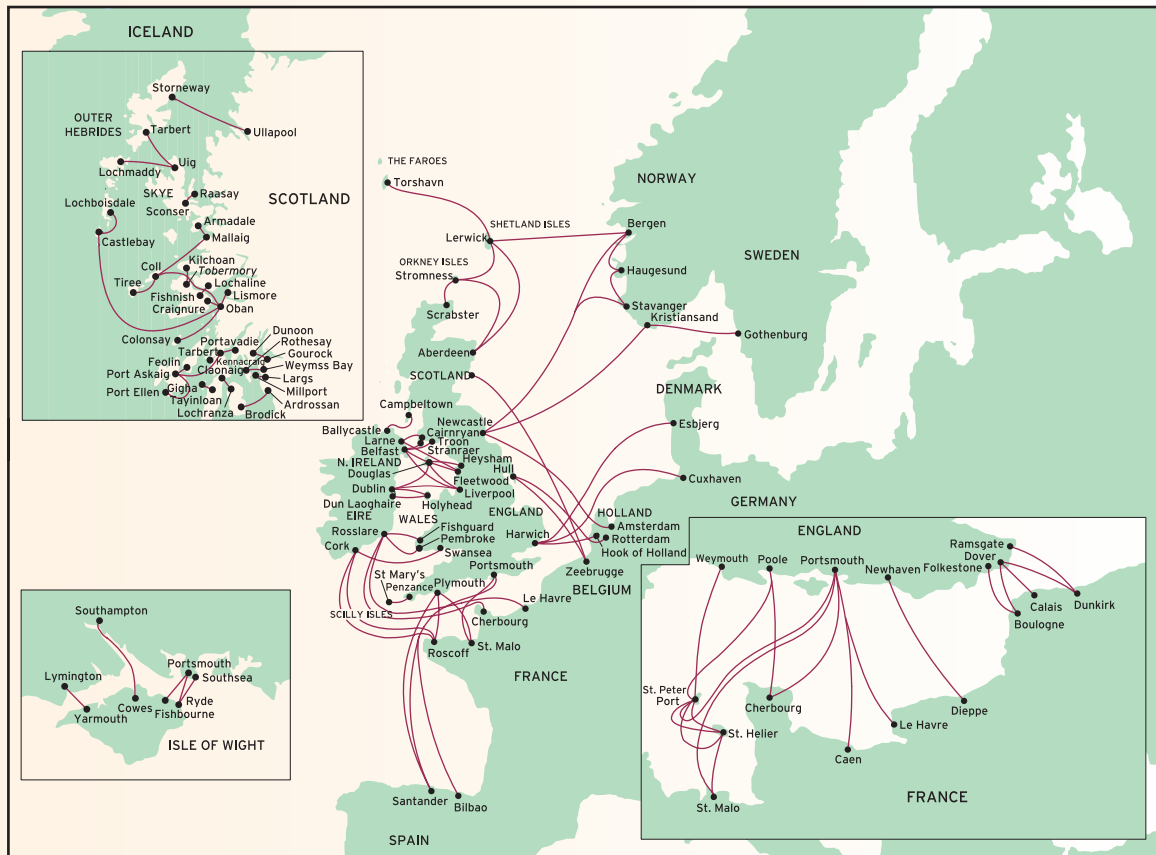 ICELAND
Storneway
OUTER
HEBRIDES
Tarbert
Ullapool
Lochmaddy
Uig
SKYE
Raasay
Sconser
SCOTLAND
Lochboisdale
Armadale
Castlebay
Mallaig
Kilchoan
Coll
Tobermory
Tiree
Lochaline
Fishnish
Lismore
Craignure
Oban
Colonsay
Dunoon
Portavadie
Rothesay
Tarbert
Gourock
Feolin
Kennacraig
Weymss Bay
Port Askaig
Claonaig
Largs
Gigha
Millport
Port Ellen
Tayinloan
Ardrossan
Lochranza
Brodick
THE FAROES
Torshavn
NORWAY
SHETLAND ISLES
Bergen
Lerwick
SWEDEN
ORKNEY ISLES
Stromness
Haugesund
Scrabster
Stavanger
Kristiansand
Gothenburg
Aberdeen
SCOTLAND
DENMARK
Campbeltown
Esbjerg
Newcastle
Ballycastle
Cairnryan
Larne
Troon
Belfast
Stranraer
N. IRELAND
Heysham
Douglas
Hull
Fleetwood
Cuxhaven
Dublin
Liverpool
Dun Laoghaire
Holyhead
GERMANY
EIRE
WALES
ENGLAND
HOLLAND
Amsterdam
Rosslare
Fishguard
Harwich
Rotterdam
Pembroke
Hook of Holland
Cork
Swansea
Portsmouth
Zeebrugge
BELGIUM
St Mary's
Penzance
Plymouth
Le Havre
SCILLY ISLES
Cherbourg
Roscoff
St. Malo
FRANCE
Santander
Bilbao
SPAIN
Southampton
Portsmouth
Lymington
Southsea
Yarmouth
Cowes
Ryde
Fishbourne
ISLE OF WIGHT
ENGLAND
Weymouth
Poole
Portsmouth
Newhaven
Ramsgate
Dover
Folkestone
Calais
Dunkirk
Boulogne
St. Peter
Port
Cherbourg
Dieppe
St. Helier
Le Havre
Caen
St. Malo
FRANCE